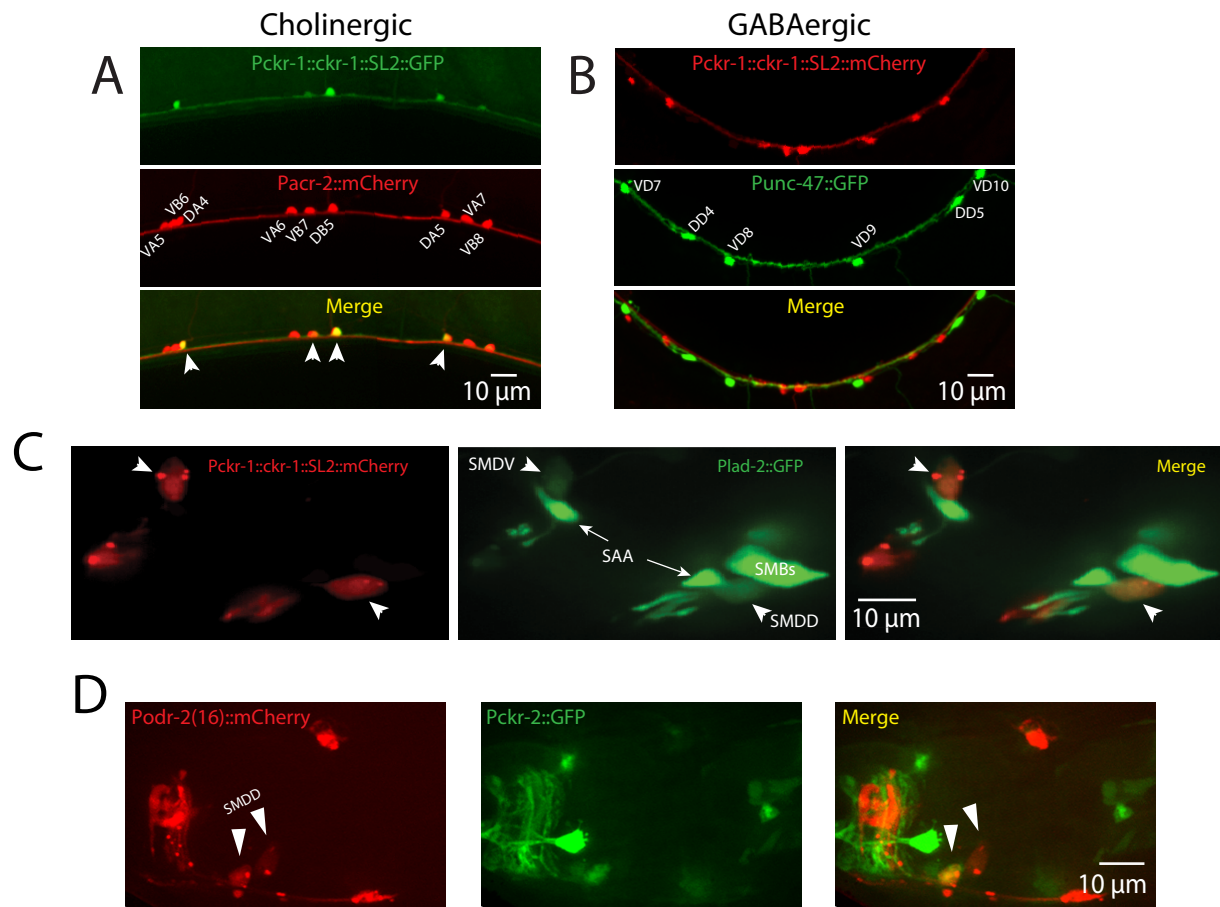 Cholinergic
GABAergic
A
Pckr-1::ckr-1::SL2::GFP
Pacr-2::mCherry
VA5
VB6
DA4
VA6
VB7
DB5
DA5
VA7
VB8
Merge
10 μm
B
Pckr-1::ckr-1::SL2::mCherry
Punc-47::GFP
VD7
DD4
VD8
VD9
DD5
VD10
Merge
10 μm
C
Pckr-1::ckr-1::SL2::mCherry
SMDV
Plad-2::GFP
SAA
SMBs
SMDD
Merge
10 μm
D
Podr-2(16)::mCherry
SMDD
Pckr-2::GFP
Merge
10 μm